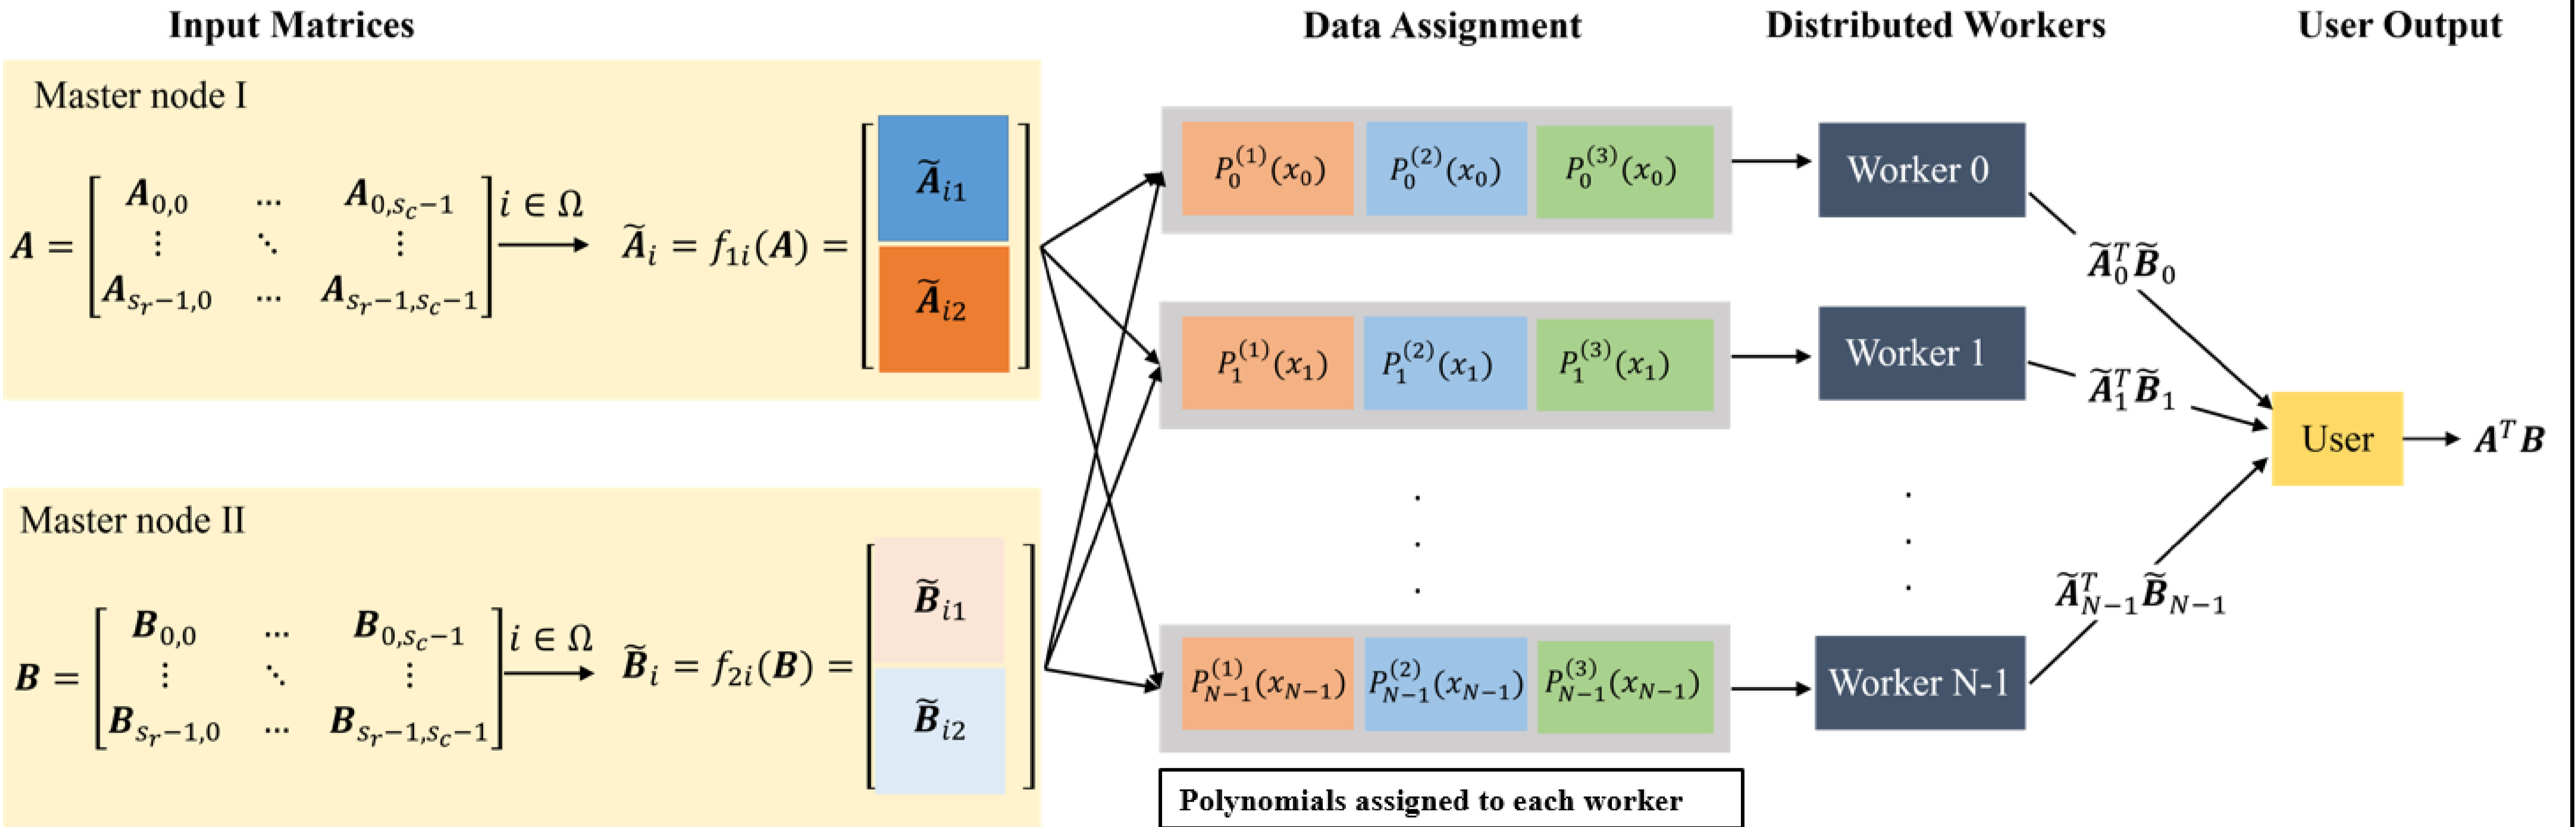 Input Matrices
Data Assignment
Distributed Workers
User Output
Master node I
A = [ A_{0,0} ... A_{0,s_c−1}
⋮ ⋱ ⋮
A_{s_r−1,0} ... A_{s_r−1,s_c−1} ]
i ∈ Ω
Ã_i = f_{1i}(A) =
Ã_{i1}
Ã_{i2}
Master node II
B = [ B_{0,0} ... B_{0,s_c−1}
⋮ ⋱ ⋮
B_{s_r−1,0} ... B_{s_r−1,s_c−1} ]
i ∈ Ω
B̃_i = f_{2i}(B) =
B̃_{i1}
B̃_{i2}
P_0^{(1)}(x_0) P_0^{(2)}(x_0) P_0^{(3)}(x_0)
P_1^{(1)}(x_1) P_1^{(2)}(x_1) P_1^{(3)}(x_1)
.
.
.
P_{N−1}^{(1)}(x_{N−1}) P_{N−1}^{(2)}(x_{N−1}) P_{N−1}^{(3)}(x_{N−1})
Polynomials assigned to each worker
Worker 0
Worker 1
.
.
.
Worker N-1
Ã_0^T B̃_0
Ã_1^T B̃_1
Ã_{N−1}^T B̃_{N−1}
User
A^T B